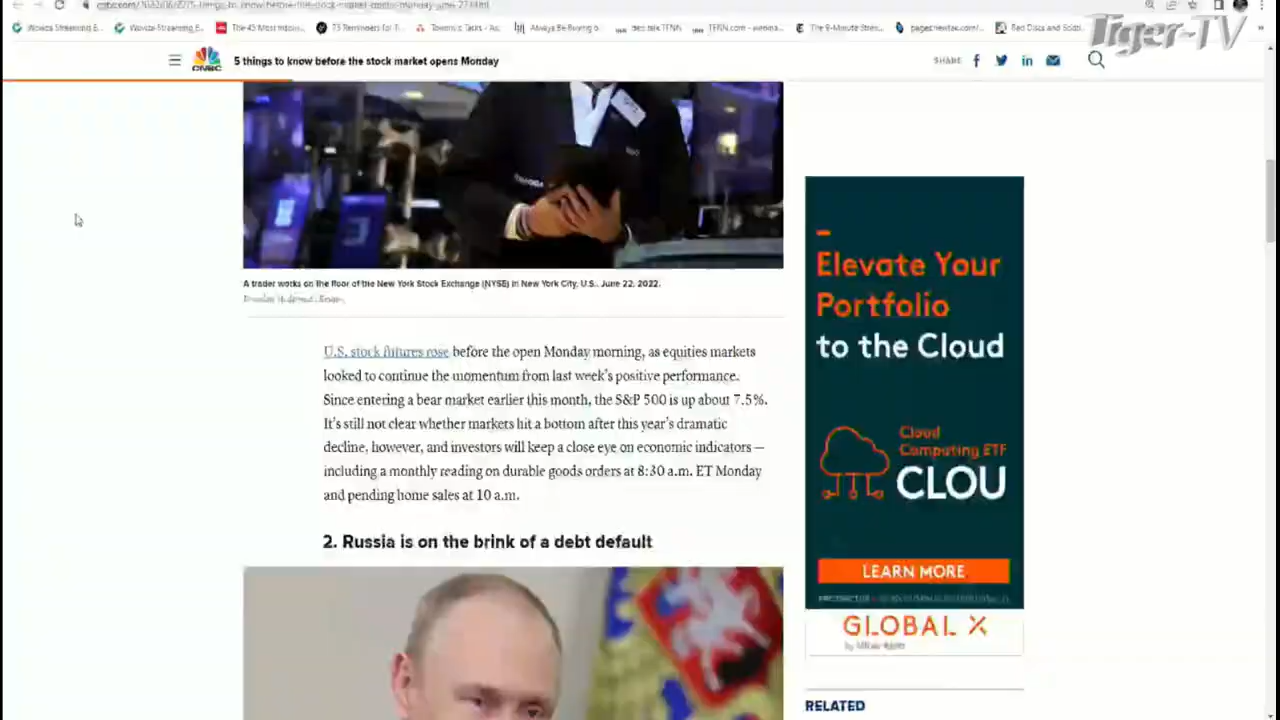 Tiger-TV
CNBC
5 things to know before the stock market opens Monday
SHARE
A trader works on the floor of the New York Stock Exchange (NYSE) in New York City, U.S., June 22, 2022.
U.S. stock futures rose before the open Monday morning, as equities markets
looked to continue the momentum from last week's positive performance.
Since entering a bear market earlier this month, the S&P 500 is up about 7.5%.
It's still not clear whether markets hit a bottom after this year's dramatic
decline, however, and investors will keep a close eye on economic indicators —
including a monthly reading on durable goods orders at 8:30 a.m. ET Monday
and pending home sales at 10 a.m.
2. Russia is on the brink of a debt default
Elevate Your
Portfolio
to the Cloud
Cloud
Computing ETF
CLOU
LEARN MORE
GLOBAL X
RELATED